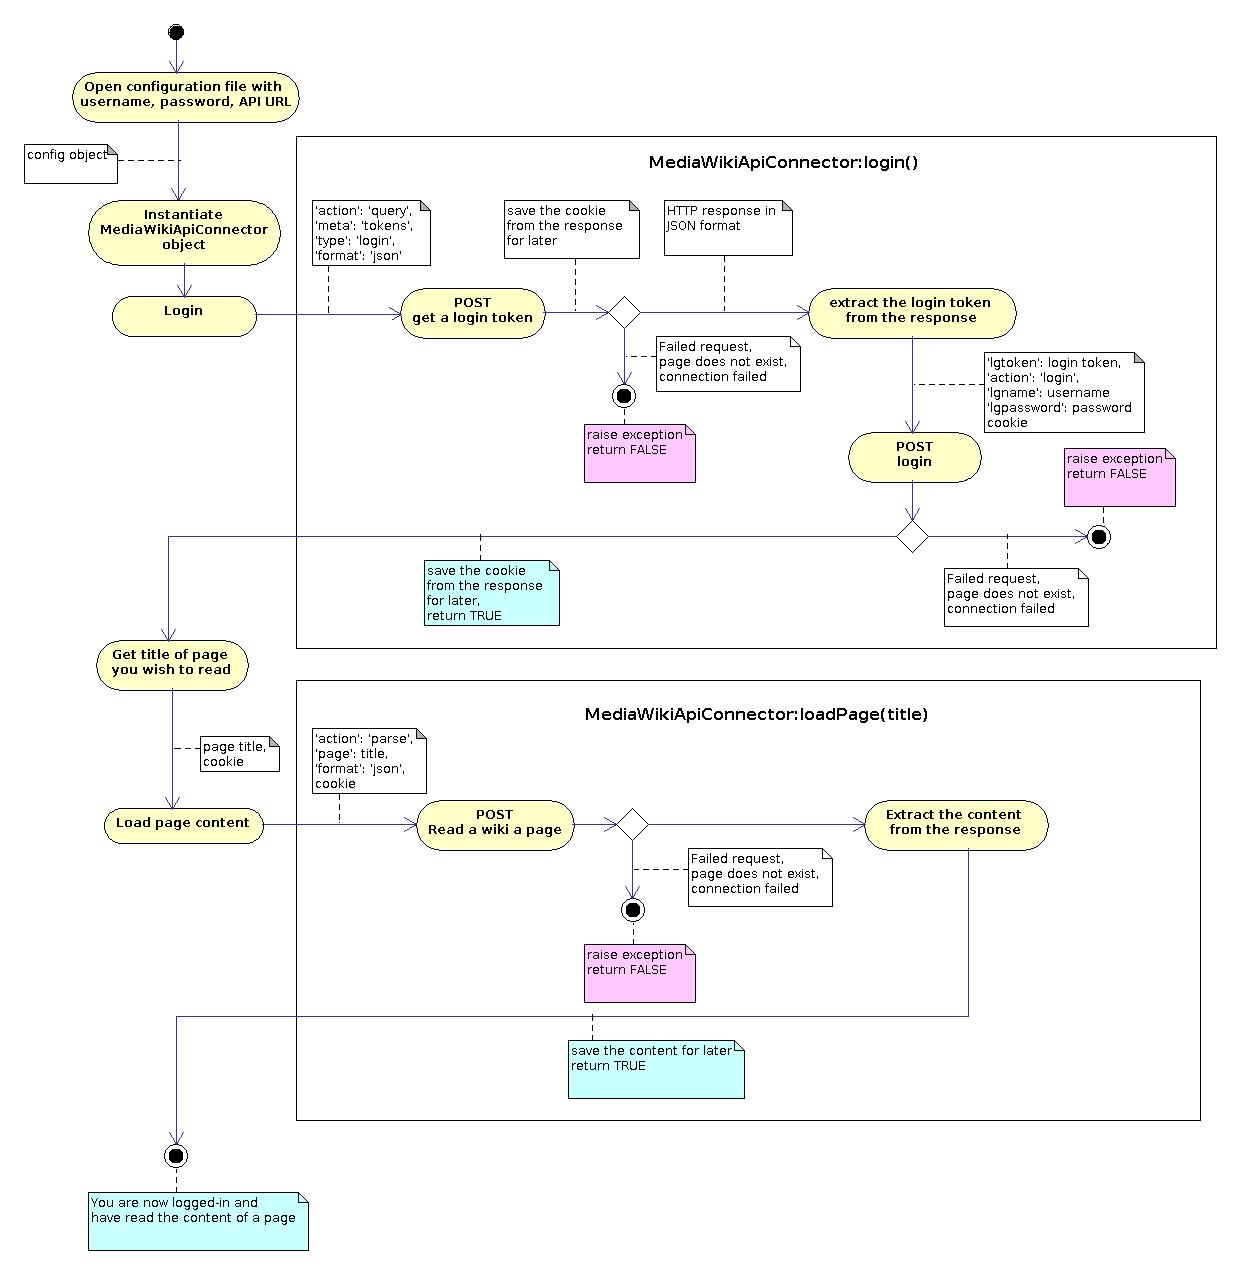 Open configuration file with
username, password, API URL
config object
Instantiate
MediaWikiApiConnector
object
Login
MediaWikiApiConnector:login()
'action': 'query',
'meta': 'tokens',
'type': 'login',
'format': 'json'
save the cookie
from the response
for later
HTTP response in
JSON format
POST
get a login token
extract the login token
from the response
Failed request,
page does not exist,
connection failed
raise exception
return FALSE
'lgtoken': login token,
'action': 'login',
'lgname': username
'lgpassword': password
cookie
POST
login
raise exception
return FALSE
Failed request,
page does not exist,
connection failed
save the cookie
from the response
for later,
return TRUE
Get title of page
you wish to read
page title,
cookie
Load page content
MediaWikiApiConnector:loadPage(title)
'action': 'parse',
'page': title,
'format': 'json',
cookie
POST
Read a wiki a page
Extract the content
from the response
Failed request,
page does not exist,
connection failed
raise exception
return FALSE
save the content for later
return TRUE
You are now logged-in and
have read the content of a page